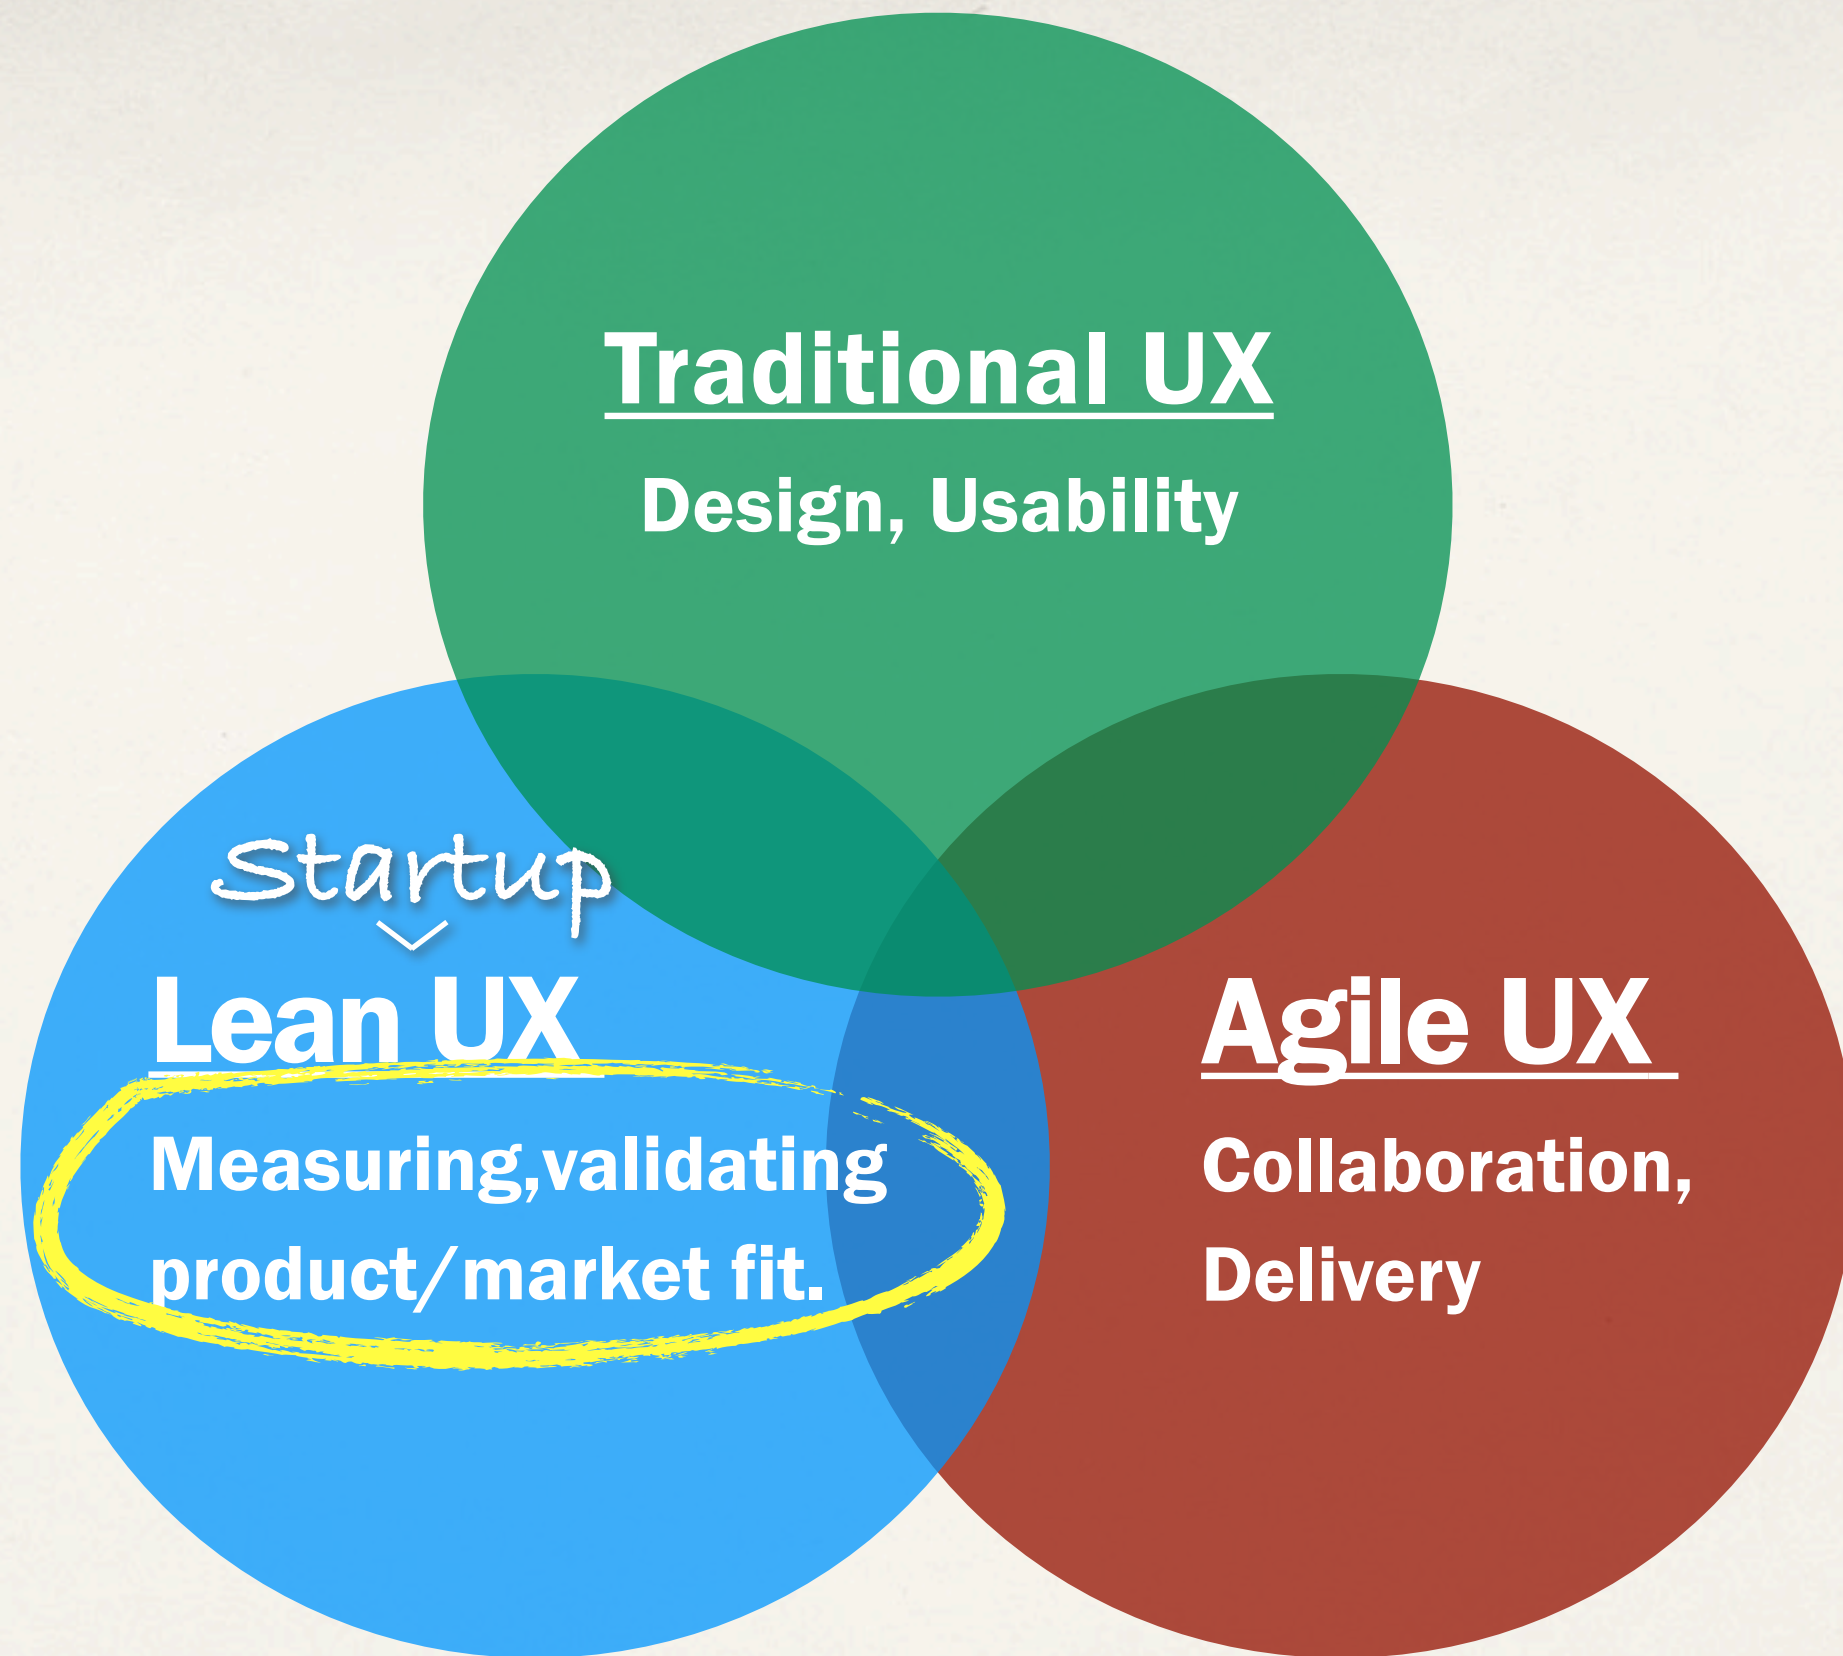 Traditional UX
Design, Usability
Startup
Lean UX
Measuring,validating
product/market fit.
Agile UX
Collaboration,
Delivery